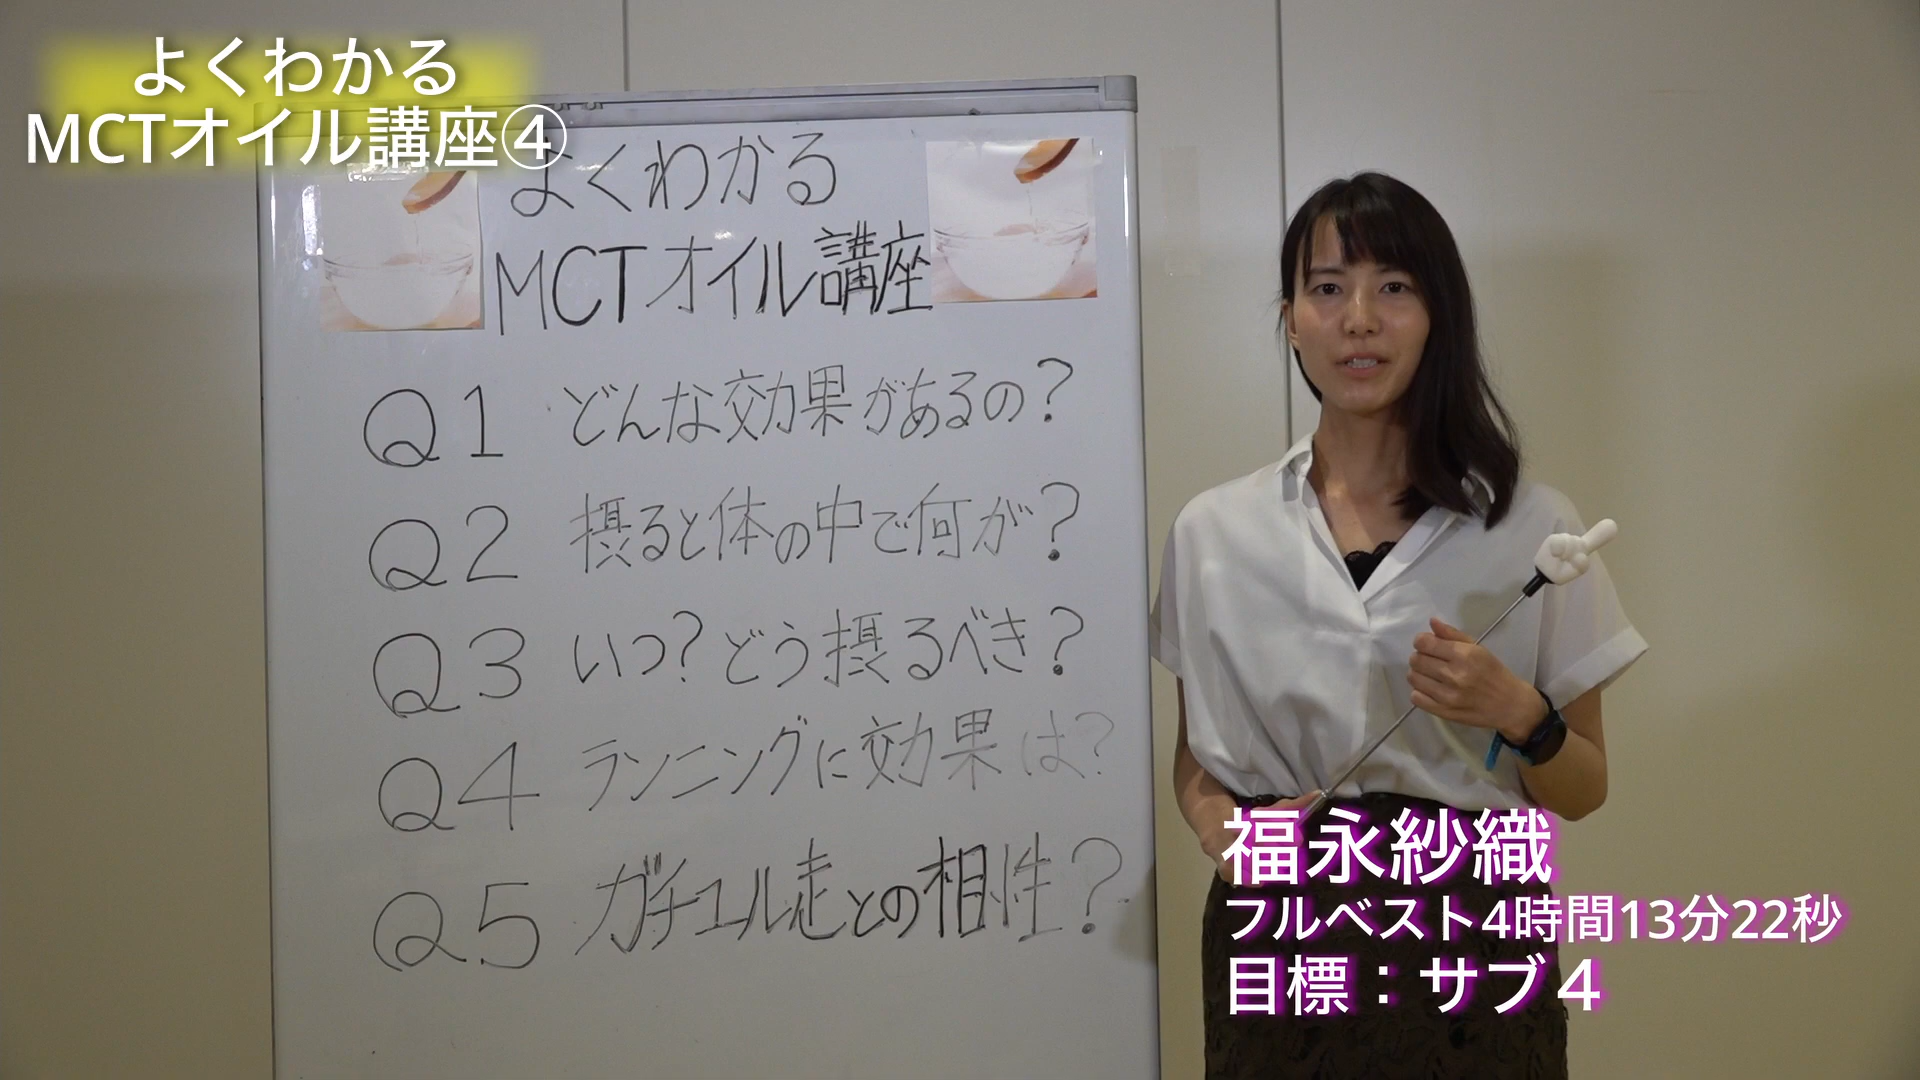 よくわかる
MCTオイル講座④
よくわかる
MCTオイル講座
Q1 どんな効果があるの?
Q2 摂ると体の中で何が?
Q3 いつ?どう摂るべき?
Q4 ランニングに効果は?
Q5 ガチユル走との相性?
福永紗織
フルベスト4時間13分22秒
目標:サブ4